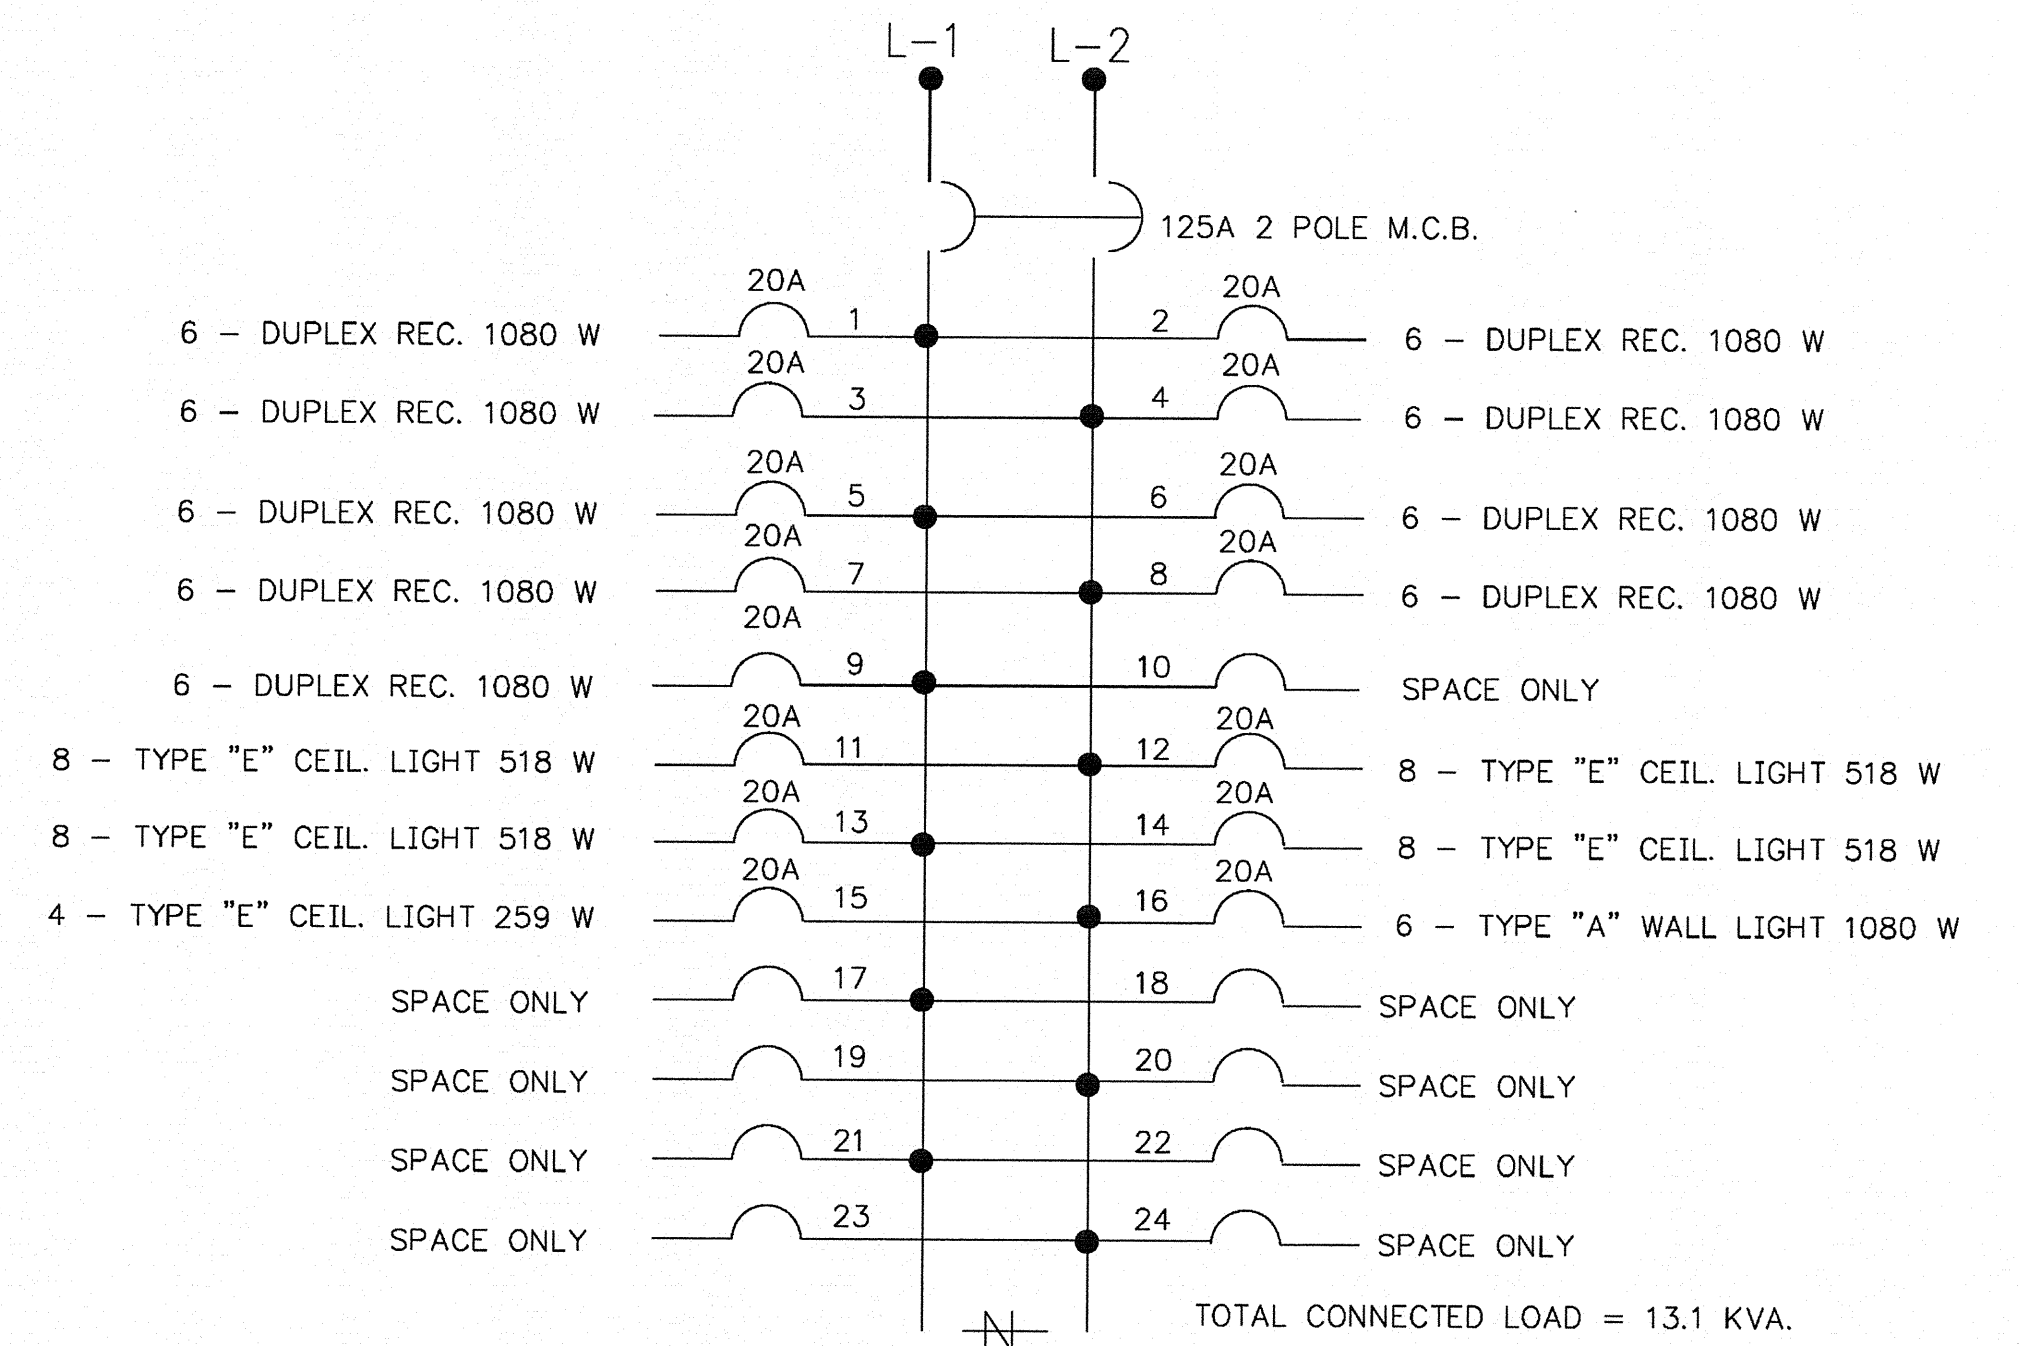 L-1 L-2
125A 2 POLE M.C.B.
20A 20A
6 - DUPLEX REC. 1080 W 1 2 6 - DUPLEX REC. 1080 W
20A 20A
6 - DUPLEX REC. 1080 W 3 4 6 - DUPLEX REC. 1080 W
20A 20A
6 - DUPLEX REC. 1080 W 5 6 6 - DUPLEX REC. 1080 W
20A 20A
6 - DUPLEX REC. 1080 W 7 8 6 - DUPLEX REC. 1080 W
20A
6 - DUPLEX REC. 1080 W 9 10 SPACE ONLY
20A 20A
8 - TYPE "E" CEIL. LIGHT 518 W 11 12 8 - TYPE "E" CEIL. LIGHT 518 W
20A 20A
8 - TYPE "E" CEIL. LIGHT 518 W 13 14 8 - TYPE "E" CEIL. LIGHT 518 W
20A 20A
4 - TYPE "E" CEIL. LIGHT 259 W 15 16 6 - TYPE "A" WALL LIGHT 1080 W
SPACE ONLY 17 18 SPACE ONLY
SPACE ONLY 19 20 SPACE ONLY
SPACE ONLY 21 22 SPACE ONLY
SPACE ONLY 23 24 SPACE ONLY
N
TOTAL CONNECTED LOAD = 13.1 KVA.